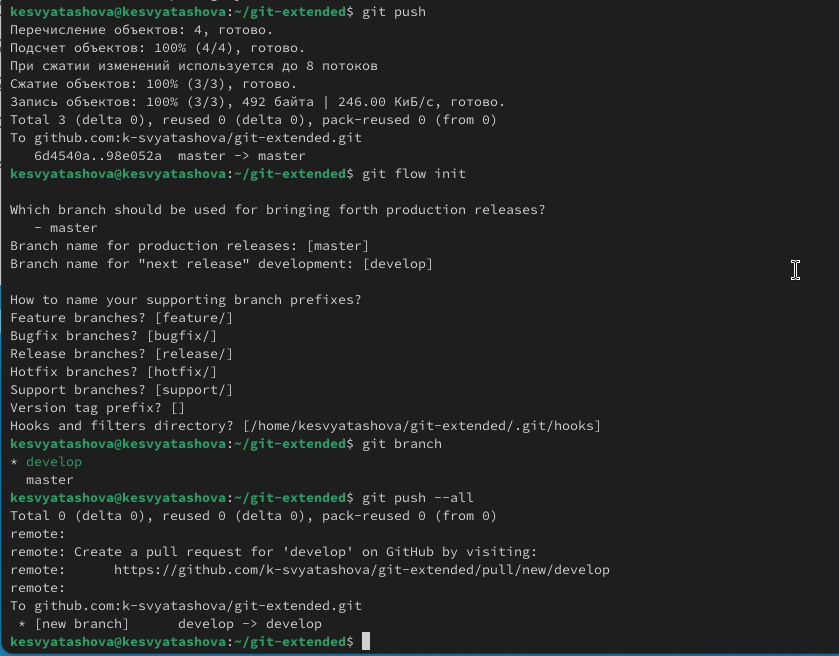 kesvyatashova@kesvyatashova:~/git-extended$ git push
Перечисление объектов: 4, готово.
Подсчет объектов: 100% (4/4), готово.
При сжатии изменений используется до 8 потоков
Сжатие объектов: 100% (3/3), готово.
Запись объектов: 100% (3/3), 492 байта | 246.00 КиБ/с, готово.
Total 3 (delta 0), reused 0 (delta 0), pack-reused 0 (from 0)
To github.com:k-svyatashova/git-extended.git
   6d4540a..98e052a  master -> master
kesvyatashova@kesvyatashova:~/git-extended$ git flow init

Which branch should be used for bringing forth production releases?
   - master
Branch name for production releases: [master]
Branch name for "next release" development: [develop]

How to name your supporting branch prefixes?
Feature branches? [feature/]
Bugfix branches? [bugfix/]
Release branches? [release/]
Hotfix branches? [hotfix/]
Support branches? [support/]
Version tag prefix? []
Hooks and filters directory? [/home/kesvyatashova/git-extended/.git/hooks]
kesvyatashova@kesvyatashova:~/git-extended$ git branch
* develop
  master
kesvyatashova@kesvyatashova:~/git-extended$ git push --all
Total 0 (delta 0), reused 0 (delta 0), pack-reused 0 (from 0)
remote:
remote: Create a pull request for 'develop' on GitHub by visiting:
remote:      https://github.com/k-svyatashova/git-extended/pull/new/develop
remote:
To github.com:k-svyatashova/git-extended.git
 * [new branch]      develop -> develop
kesvyatashova@kesvyatashova:~/git-extended$